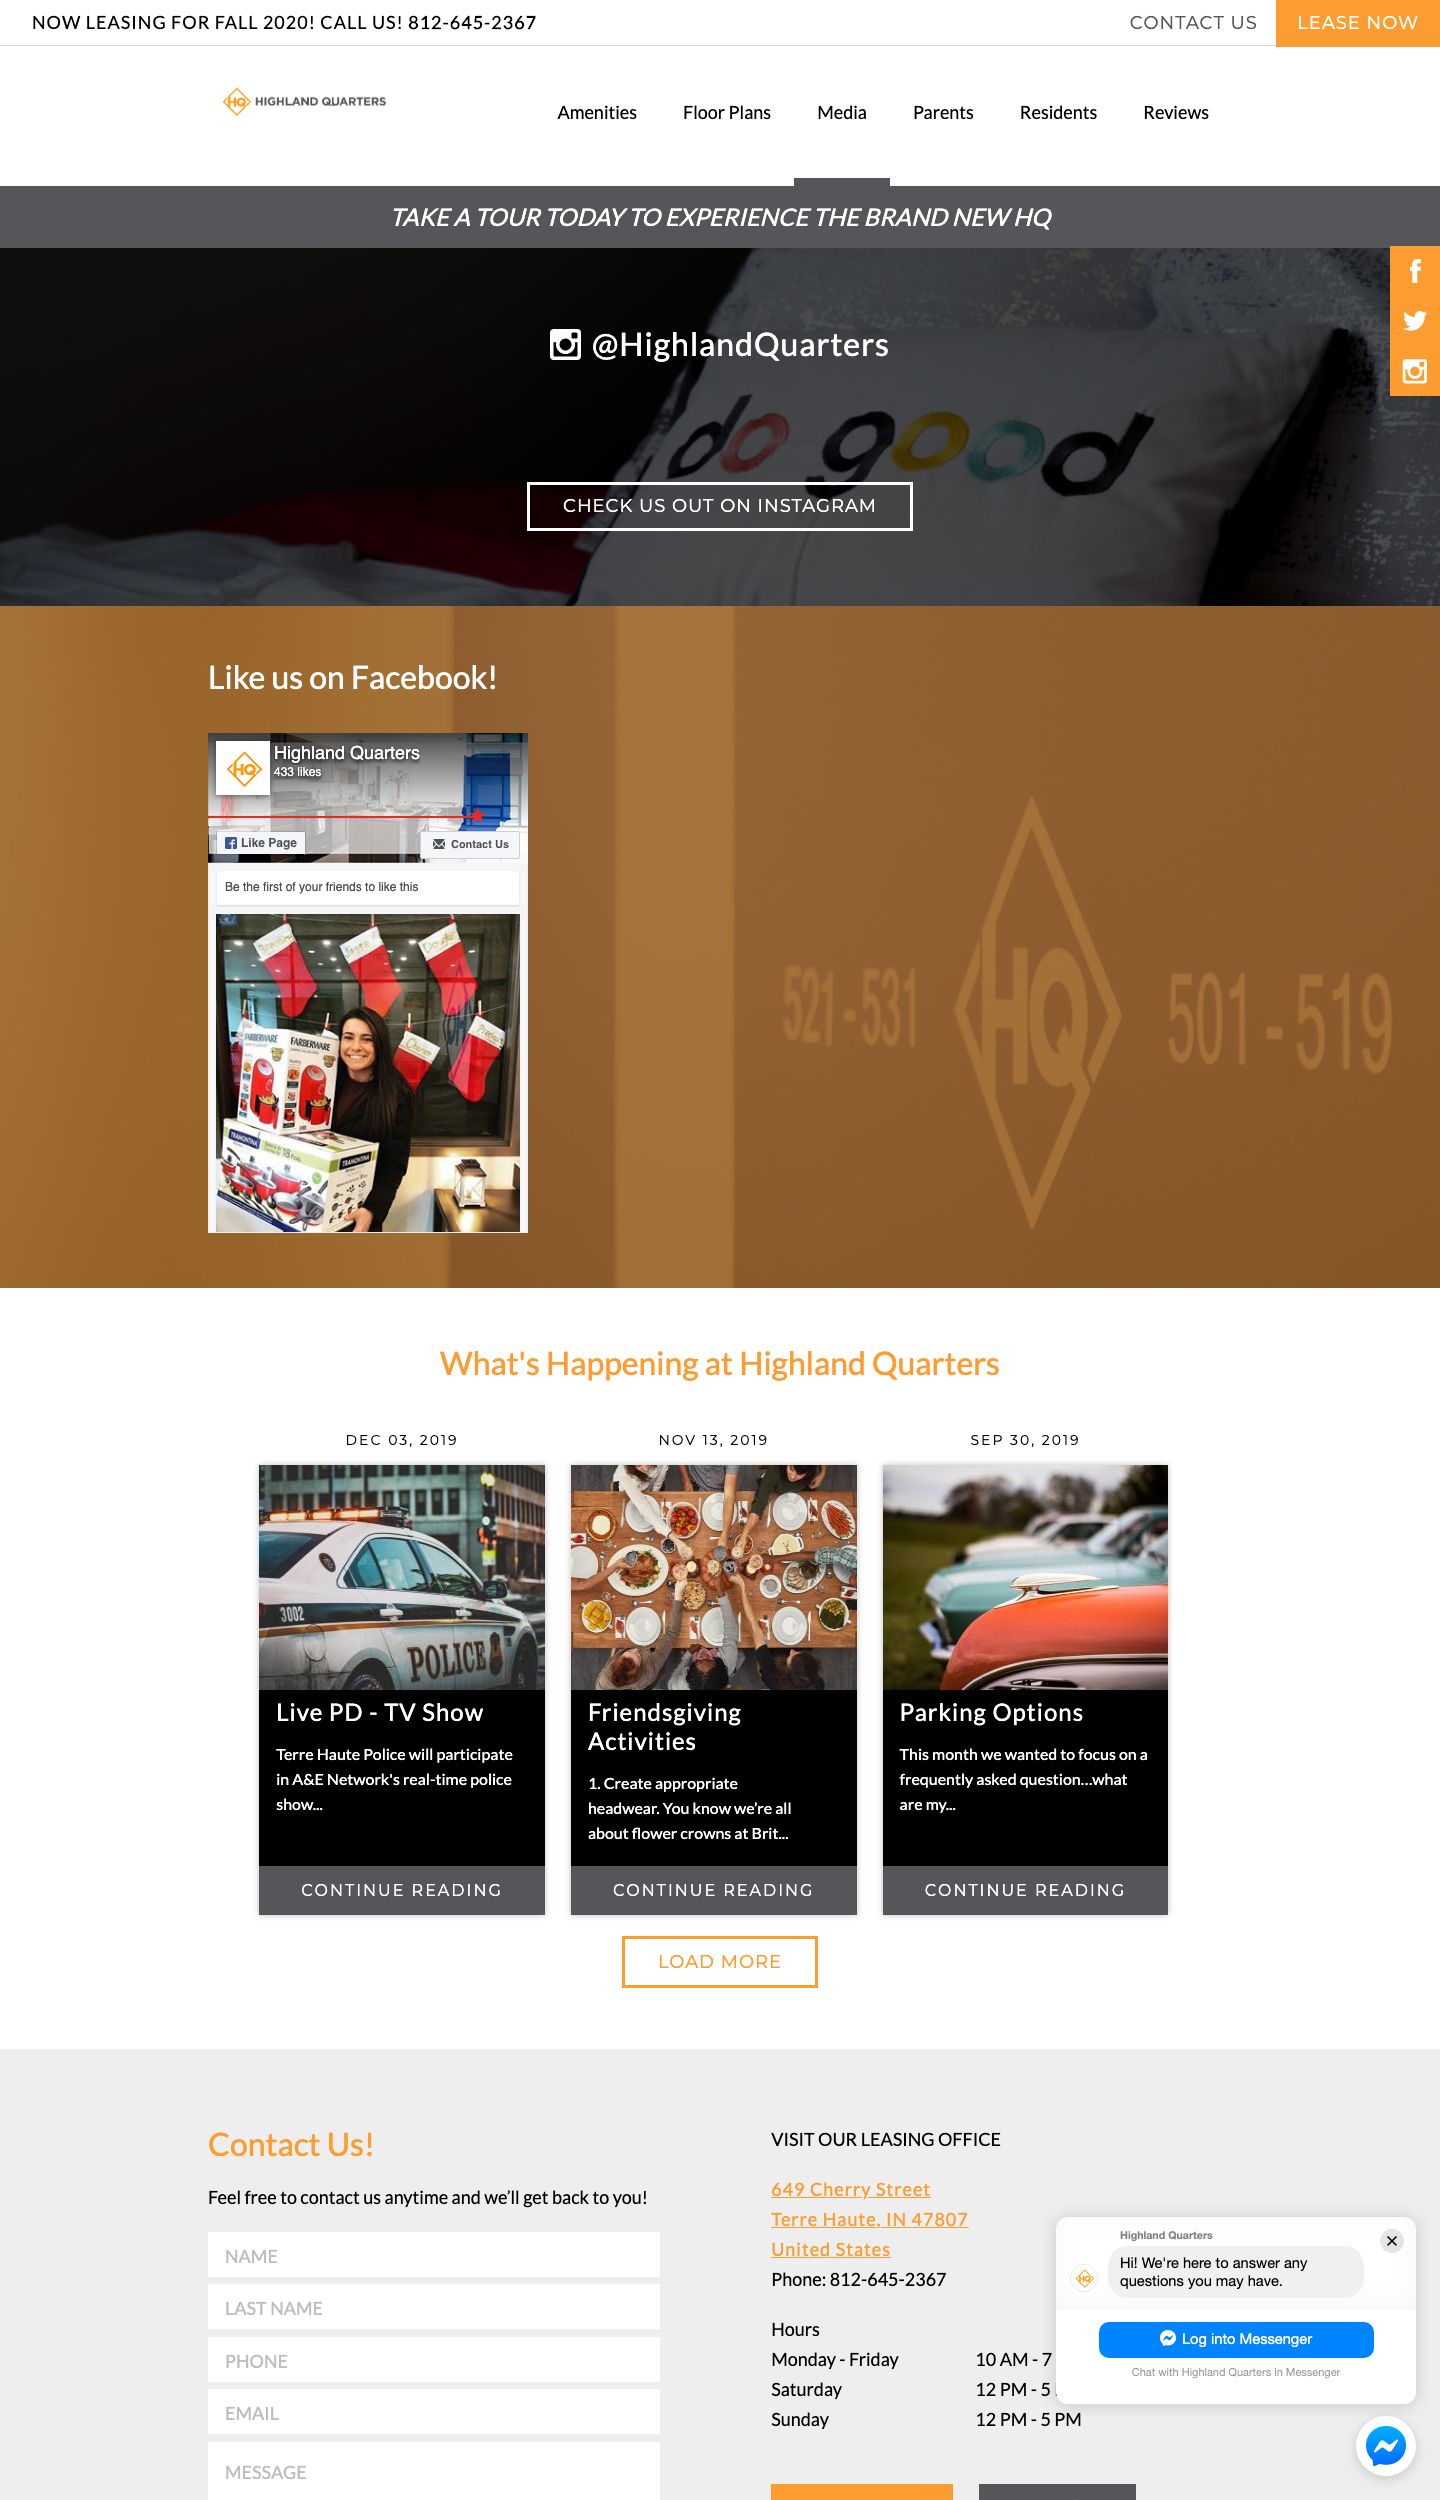 NOW LEASING FOR FALL 2020! CALL US! 812-645-2367
CONTACT US
LEASE NOW
HQ HIGHLAND QUARTERS
Amenities
Floor Plans
Media
Parents
Residents
Reviews
TAKE A TOUR TODAY TO EXPERIENCE THE BRAND NEW HQ
@HighlandQuarters
do good
CHECK US OUT ON INSTAGRAM
Like us on Facebook!
HQ
Highland Quarters
433 likes
Like Page
Contact Us
Be the first of your friends to like this
FARBERWARE
FARBERWARE
TRAMONTINA
18
TRAMONTINA
521-531
HQ
501-519
What's Happening at Highland Quarters
DEC 03, 2019
NOV 13, 2019
SEP 30, 2019
3002
POLICE
Live PD - TV Show
Terre Haute Police will participate
in A&E Network's real-time police
show...
CONTINUE READING
Friendsgiving
Activities
1. Create appropriate
headwear. You know we’re all
about flower crowns at Brit...
CONTINUE READING
Parking Options
This month we wanted to focus on a
frequently asked question...what
are my...
CONTINUE READING
LOAD MORE
Contact Us!
Feel free to contact us anytime and we’ll get back to you!
NAME
LAST NAME
PHONE
EMAIL
MESSAGE
VISIT OUR LEASING OFFICE
649 Cherry Street
Terre Haute, IN 47807
United States
Phone: 812-645-2367
Hours
Monday - Friday 10 AM - 7
Saturday 12 PM - 5
Sunday 12 PM - 5 PM
Highland Quarters
HQ
Hi! We're here to answer any
questions you may have.
Log into Messenger
Chat with Highland Quarters in Messenger